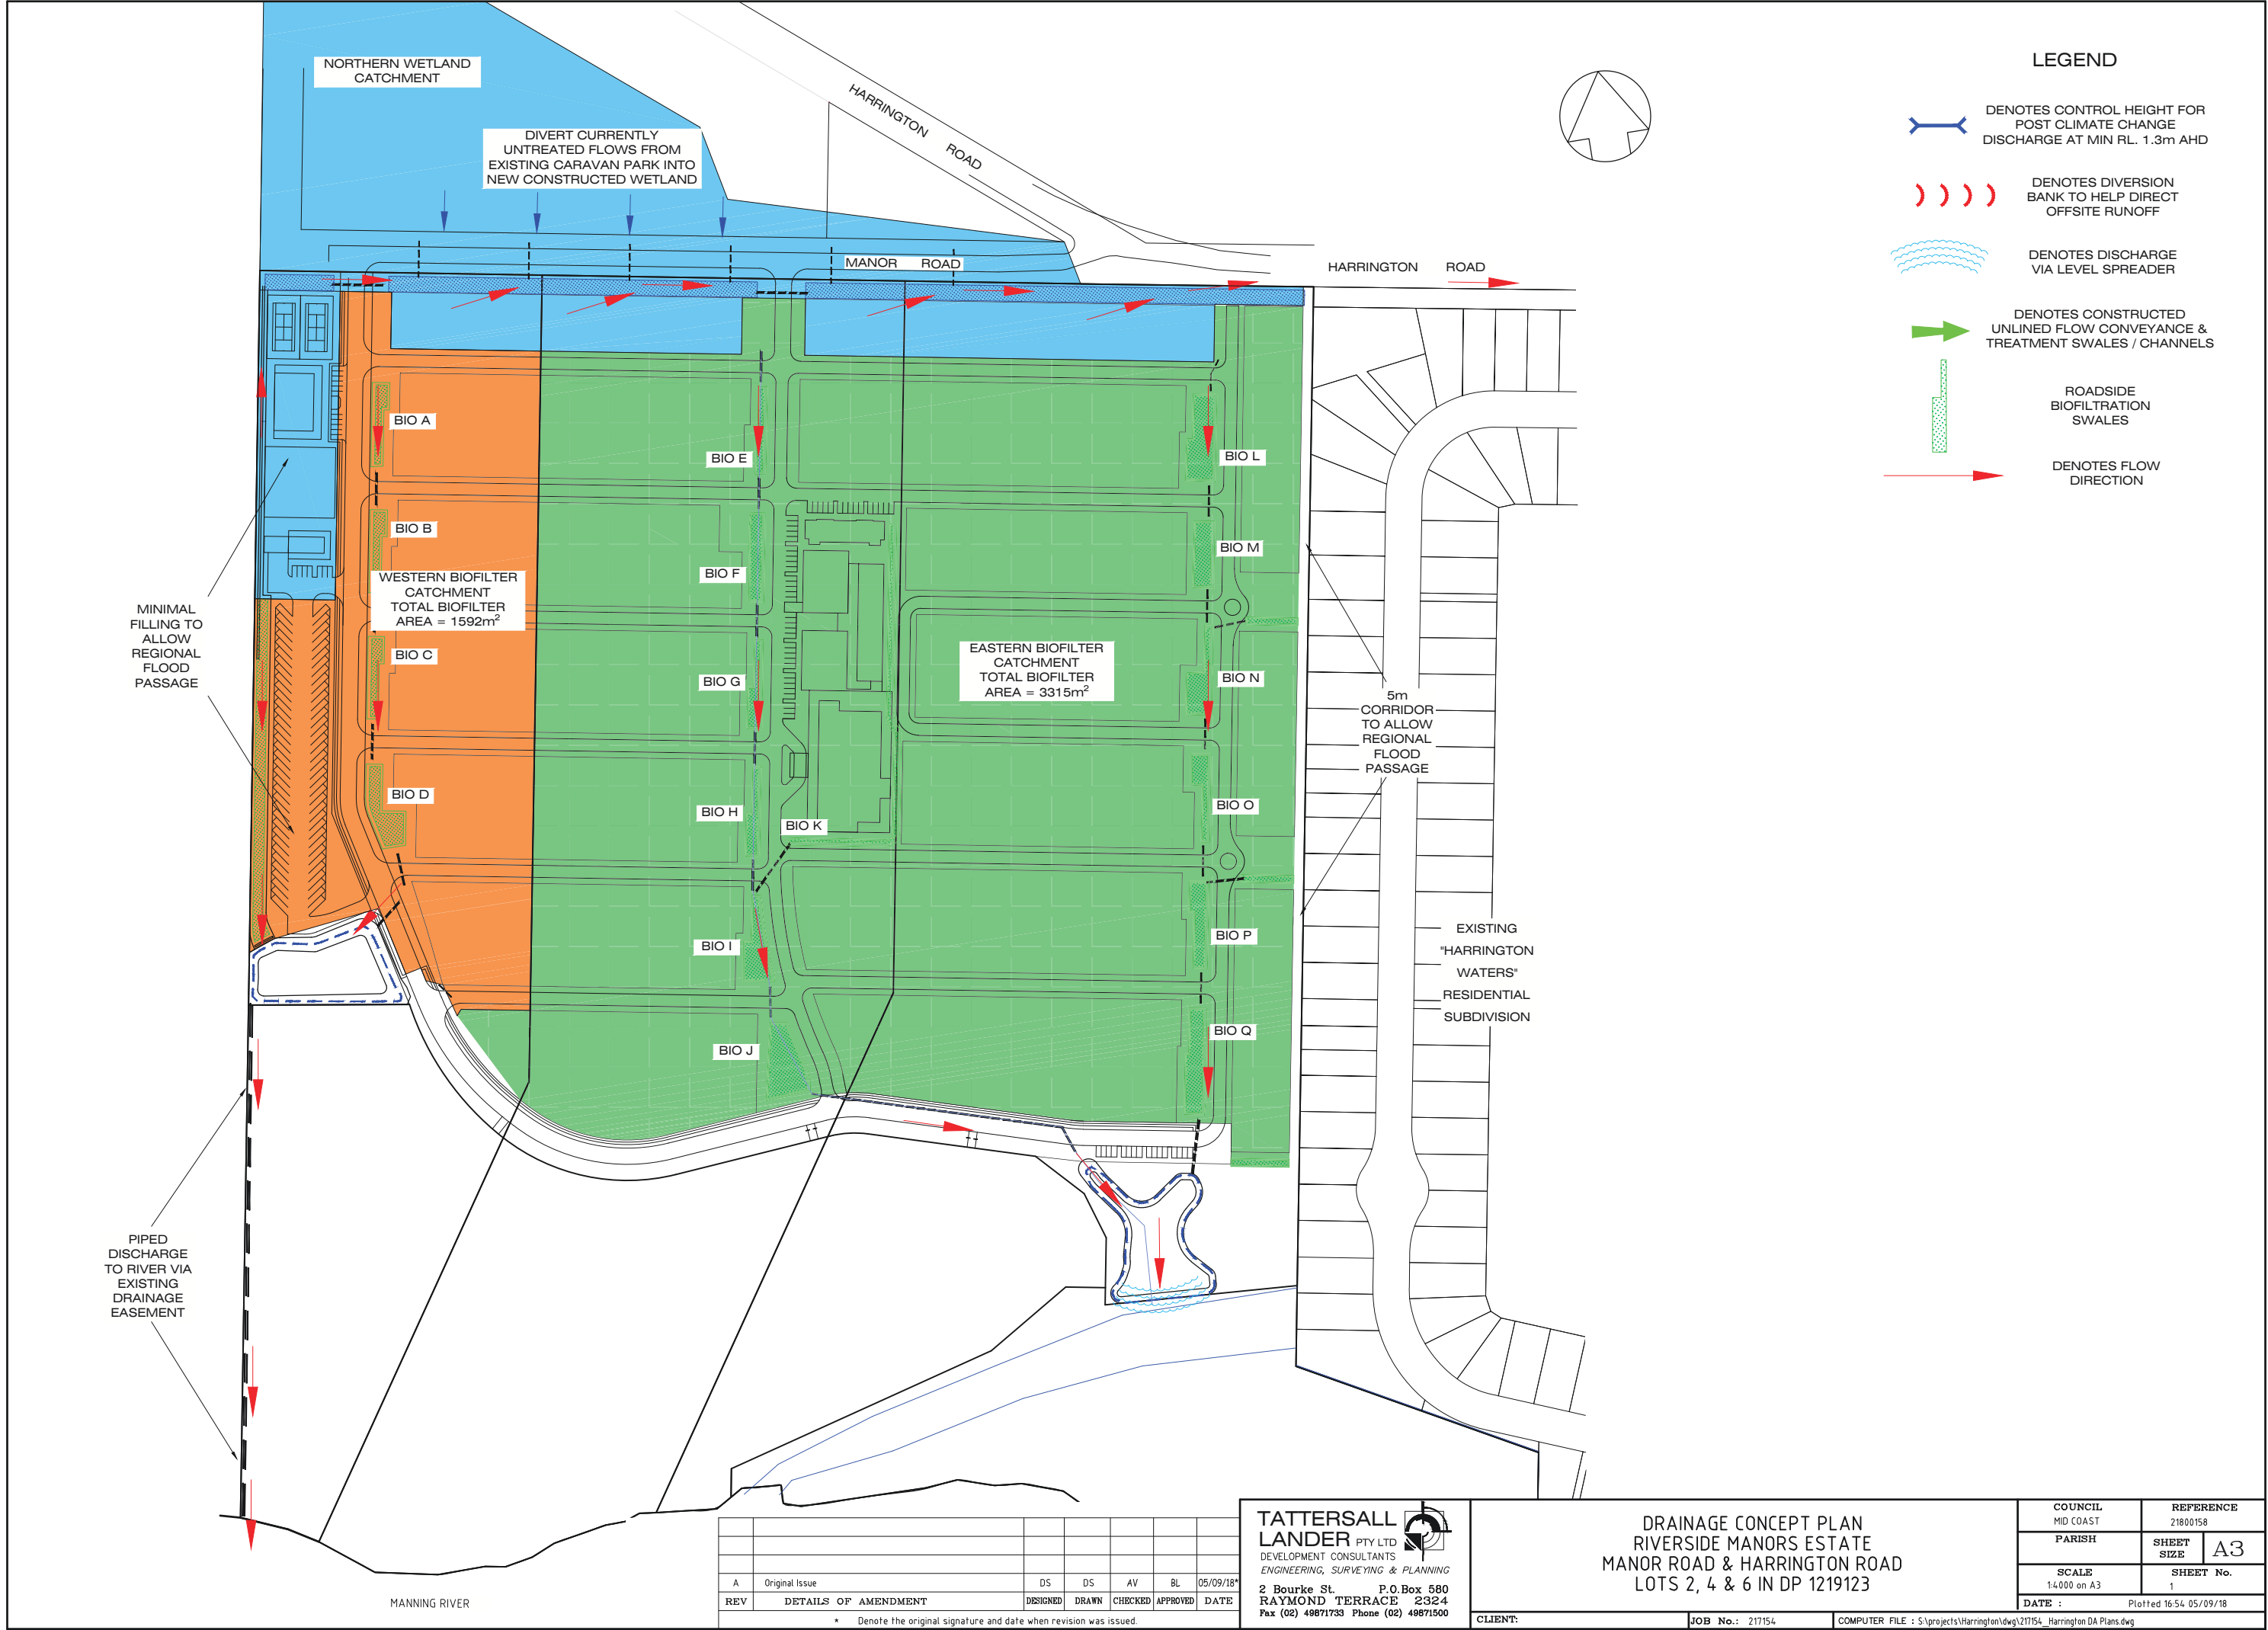 NORTHERN WETLAND
CATCHMENT
DIVERT CURRENTLY
UNTREATED FLOWS FROM
EXISTING CARAVAN PARK INTO
NEW CONSTRUCTED WETLAND
HARRINGTON
ROAD
MANOR ROAD
HARRINGTON ROAD
LEGEND
DENOTES CONTROL HEIGHT FOR
POST CLIMATE CHANGE
DISCHARGE AT MIN RL. 1.3m AHD
DENOTES DIVERSION
BANK TO HELP DIRECT
OFFSITE RUNOFF
DENOTES DISCHARGE
VIA LEVEL SPREADER
DENOTES CONSTRUCTED
UNLINED FLOW CONVEYANCE &
TREATMENT SWALES / CHANNELS
ROADSIDE
BIOFILTRATION
SWALES
DENOTES FLOW
DIRECTION
BIO A
BIO B
WESTERN BIOFILTER
CATCHMENT
TOTAL BIOFILTER
AREA = 1592m²
BIO C
BIO D
BIO E
BIO F
BIO G
BIO H
BIO K
BIO I
BIO J
EASTERN BIOFILTER
CATCHMENT
TOTAL BIOFILTER
AREA = 3315m²
BIO L
BIO M
BIO N
BIO O
BIO P
BIO Q
MINIMAL
FILLING TO
ALLOW
REGIONAL
FLOOD
PASSAGE
5m
CORRIDOR
TO ALLOW
REGIONAL
FLOOD
PASSAGE
EXISTING
"HARRINGTON
WATERS"
RESIDENTIAL
SUBDIVISION
PIPED
DISCHARGE
TO RIVER VIA
EXISTING
DRAINAGE
EASEMENT
MANNING RIVER
A Original Issue DS DS AV BL 05/09/18*
REV DETAILS OF AMENDMENT DESIGNED DRAWN CHECKED APPROVED DATE
* Denote the original signature and date when revision was issued.
TATTERSALL
LANDER PTY LTD
DEVELOPMENT CONSULTANTS
ENGINEERING, SURVEYING & PLANNING
2 Bourke St. P.O.Box 580
RAYMOND TERRACE 2324
Fax (02) 49871733 Phone (02) 49871500
DRAINAGE CONCEPT PLAN
RIVERSIDE MANORS ESTATE
MANOR ROAD & HARRINGTON ROAD
LOTS 2, 4 & 6 IN DP 1219123
CLIENT:
JOB No.: 217154
COMPUTER FILE : S:\projects\Harrington\dwg\217154_Harrington DA Plans.dwg
COUNCIL
MID COAST
REFERENCE
21800158
PARISH
SHEET
SIZE
A3
SCALE
1:4000 on A3
SHEET No.
1
DATE : Plotted 16:54 05/09/18